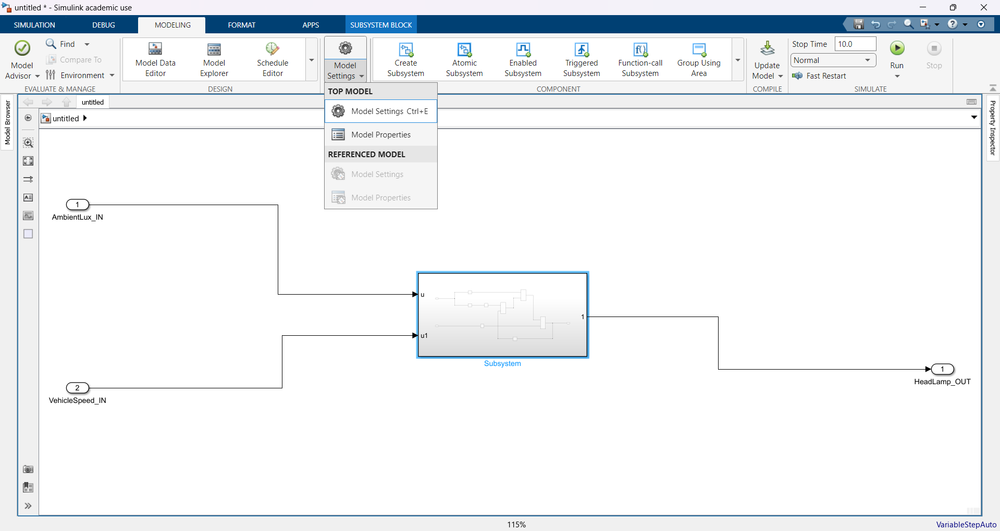 untitled * - Simulink academic use
SIMULATION DEBUG MODELING FORMAT APPS SUBSYSTEM BLOCK
Model
Advisor
Find
Compare To
Environment
EVALUATE & MANAGE
Model Data
Editor
Model
Explorer
Schedule
Editor
DESIGN
Model
Settings
Create
Subsystem
Atomic
Subsystem
Enabled
Subsystem
Triggered
Subsystem
f()
Function-call
Subsystem
Group Using
Area
COMPONENT
Update
Model
COMPILE
Stop Time 10.0
Normal
Fast Restart
Run
Stop
SIMULATE
TOP MODEL
Model Settings Ctrl+E
Model Properties
REFERENCED MODEL
Model Settings
Model Properties
Model Browser
untitled
untitled
Property Inspector
1
AmbientLux_IN
2
VehicleSpeed_IN
u
u1
1
Subsystem
1
HeadLamp_OUT
115%
VariableStepAuto